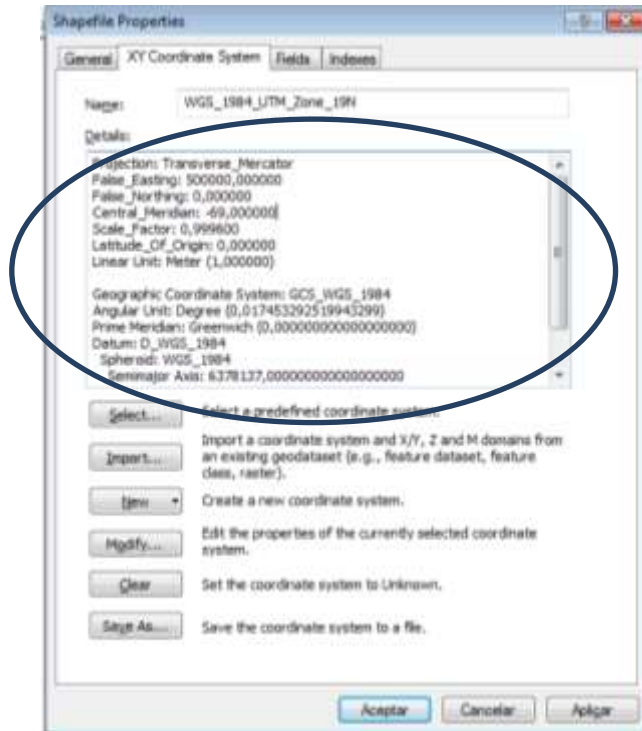 Shapefile Properties
General XY Coordinate System Fields Indexes
Name: WGS_1984_UTM_Zone_19N
Details:
Projection: Transverse_Mercator
False_Easting: 500000,000000
False_Northing: 0,000000
Central_Meridian: -69,000000
Scale_Factor: 0,999600
Latitude_Of_Origin: 0,000000
Linear Unit: Meter (1,000000)
Geographic Coordinate System: GCS_WGS_1984
Angular Unit: Degree (0,017453292519943299)
Prime Meridian: Greenwich (0,000000000000000000)
Datum: D_WGS_1984
Spheroid: WGS_1984
Semimajor Axis: 6378137,000000000000000000
Select... Select a predefined coordinate system.
Import... Import a coordinate system and X/Y, Z and M domains from
an existing geodataset (e.g., feature dataset, feature
class, raster).
New Create a new coordinate system.
Modify... Edit the properties of the currently selected coordinate
system.
Clear Set the coordinate system to Unknown.
Save As... Save the coordinate system to a file.
Aceptar Cancelar Aplicar